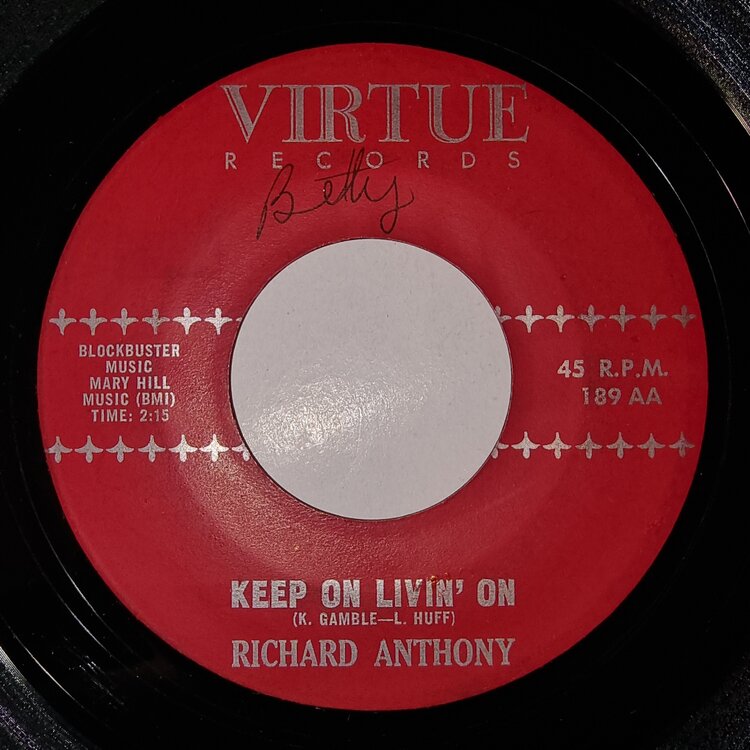 VIRTUE
RECORDS
Betty
BLOCKBUSTER
MUSIC
MARY HILL
MUSIC (BMI)
TIME: 2:15
45 R.P.M.
189 AA
KEEP ON LIVIN' ON
(K. GAMBLE—L. HUFF)
RICHARD ANTHONY